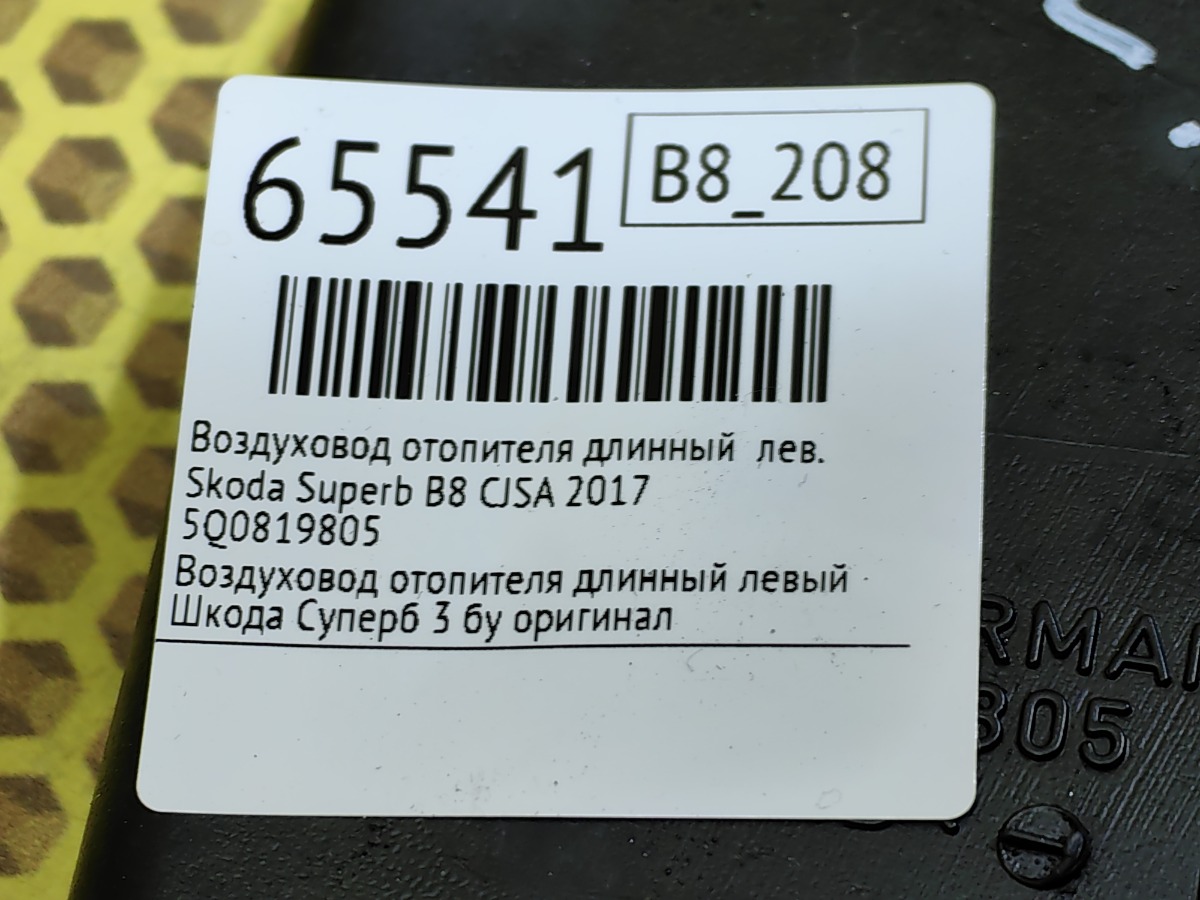 65541
B8_208
Воздуховод отопителя длинный лев.
Skoda Superb B8 CJSA 2017
5Q0819805
Воздуховод отопителя длинный левый
Шкода Суперб 3 бу оригинал
RMAN
805